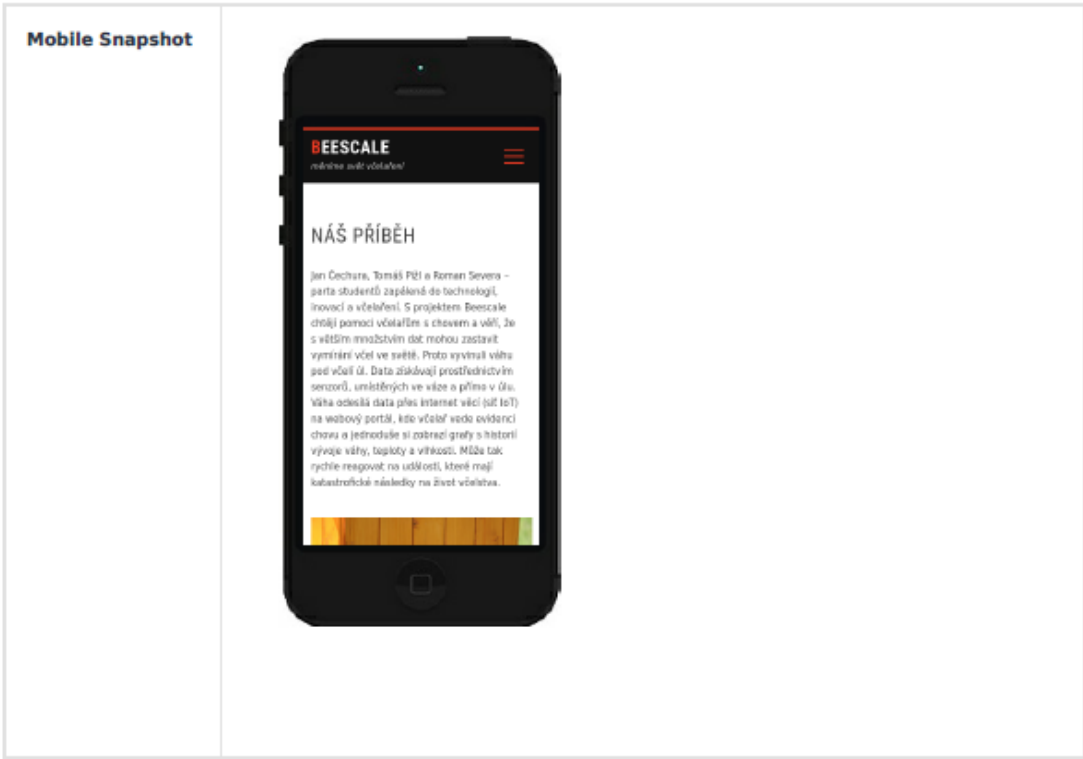 Mobile Snapshot
BEESCALE
měníme svět včelaření
NÁŠ PŘÍBĚH
Jan Čechura, Tomáš Pižl a Roman Severa –
parta studentů zapálená do technologií,
inovací a včelaření. S projektem Beescale
chtějí pomoci včelařům s chovem a věří, že
s větším množstvím dat mohou zastavit
vymírání včel ve světě. Proto vyvinuli váhu
pod včelí úl. Data získávají prostřednictvím
senzorů, umístěných ve váze a přímo v úlu.
Váha odesílá data přes internet věcí (síť IoT)
na webový portál, kde včelař vede evidenci
chovu a jednoduše si zobrazí grafy s historií
vývoje váhy, teploty a vlhkosti. Může tak
rychle reagovat na události, které mají
katastrofické následky na život včelstva.